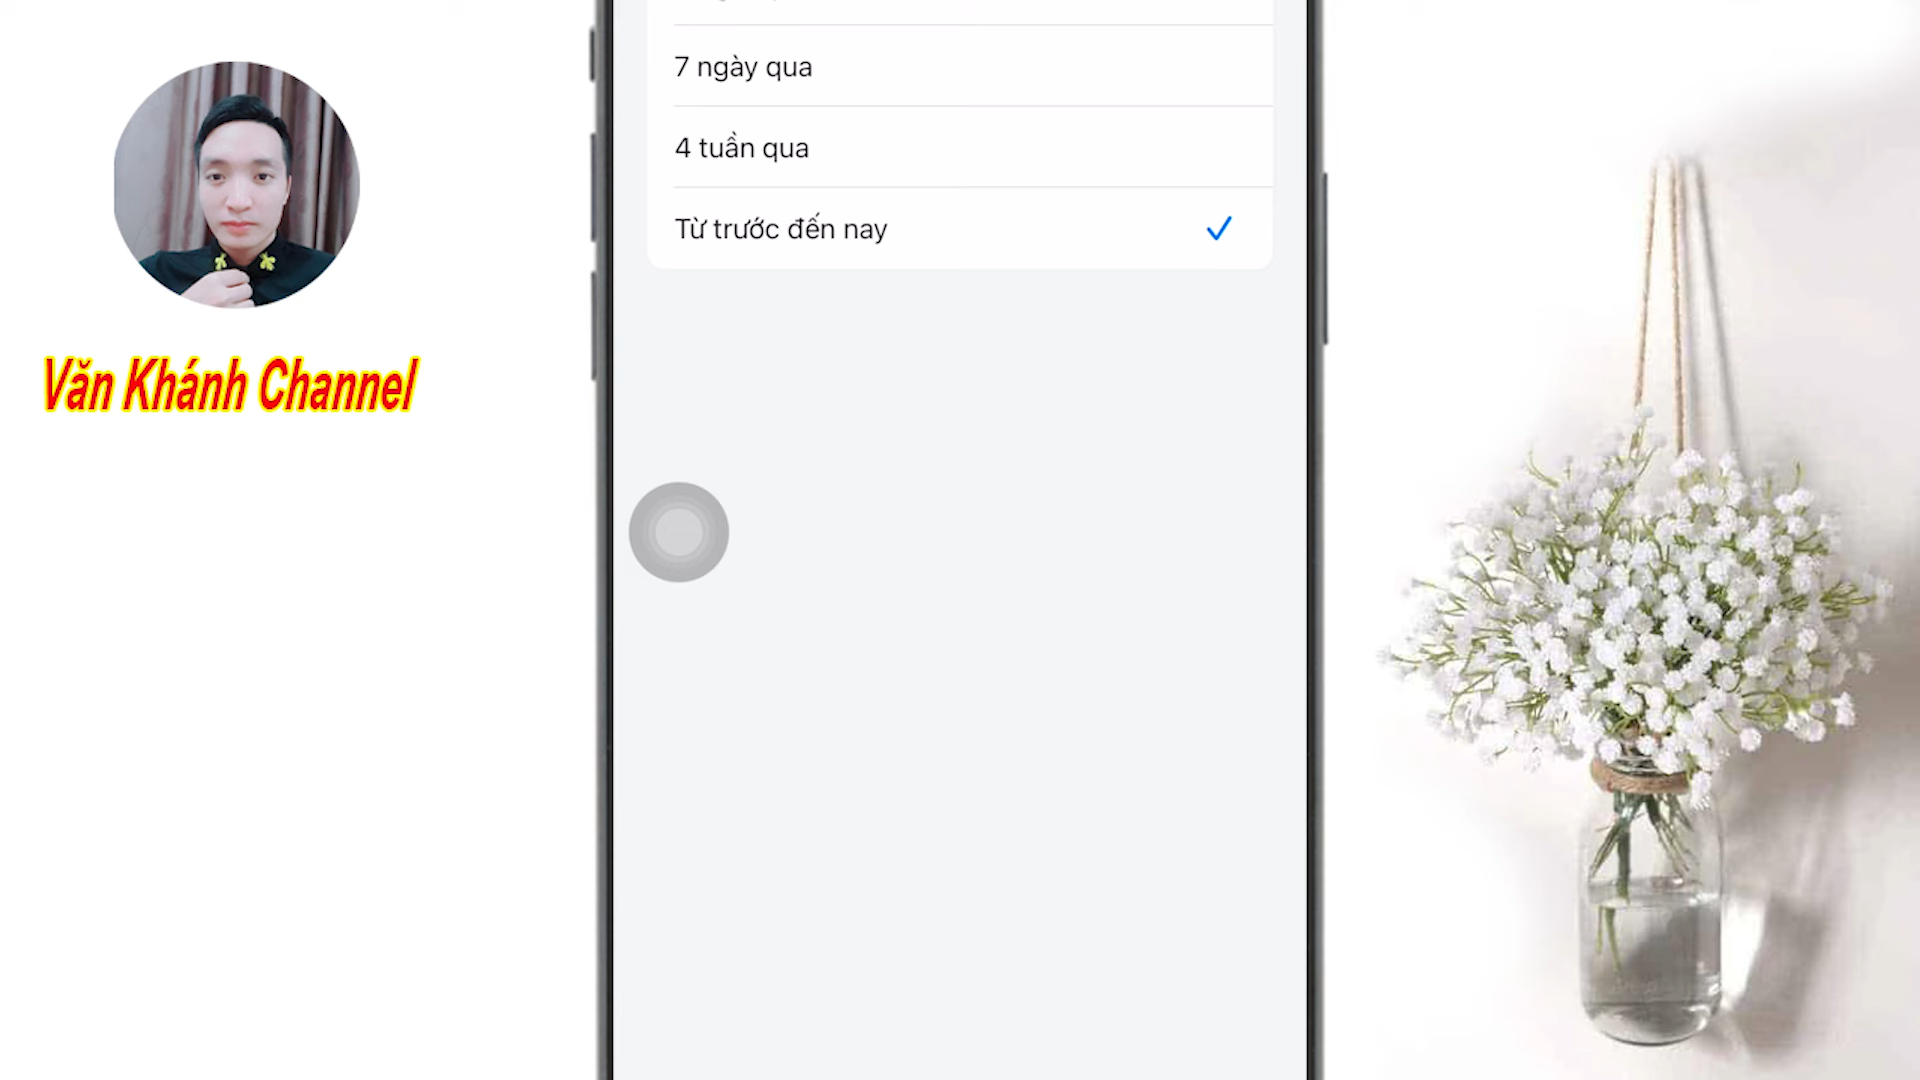 7 ngày qua
4 tuần qua
Từ trước đến nay
Văn Khánh Channel